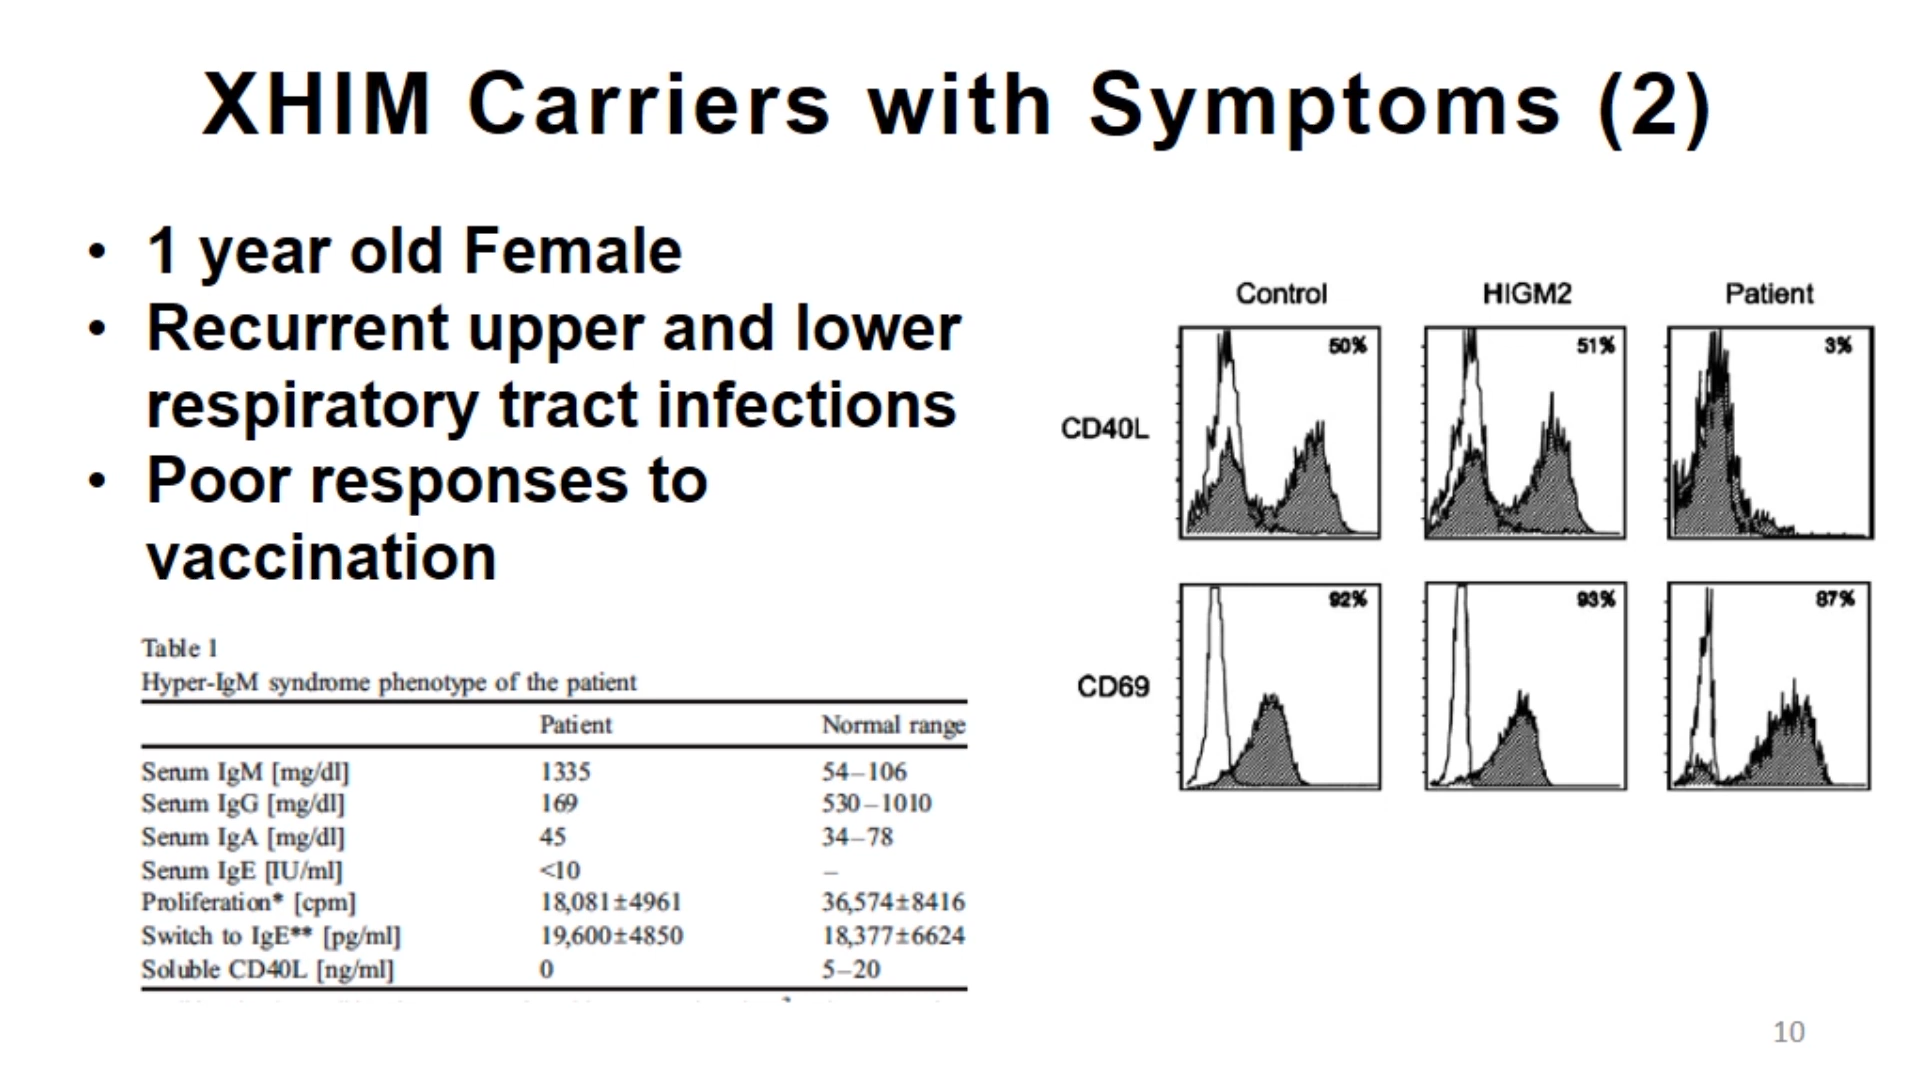 XHIM Carriers with Symptoms (2)
• 1 year old Female
• Recurrent upper and lower
respiratory tract infections
• Poor responses to
vaccination
Table 1
Hyper-IgM syndrome phenotype of the patient
Patient Normal range
Serum IgM [mg/dl] 1335 54–106
Serum IgG [mg/dl] 169 530–1010
Serum IgA [mg/dl] 45 34–78
Serum IgE [IU/ml] <10 –
Proliferation* [cpm] 18,081±4961 36,574±8416
Switch to IgE** [pg/ml] 19,600±4850 18,377±6624
Soluble CD40L [ng/ml] 0 5–20
Control HIGM2 Patient
CD40L 50% 51% 3%
CD69 92% 93% 87%
10